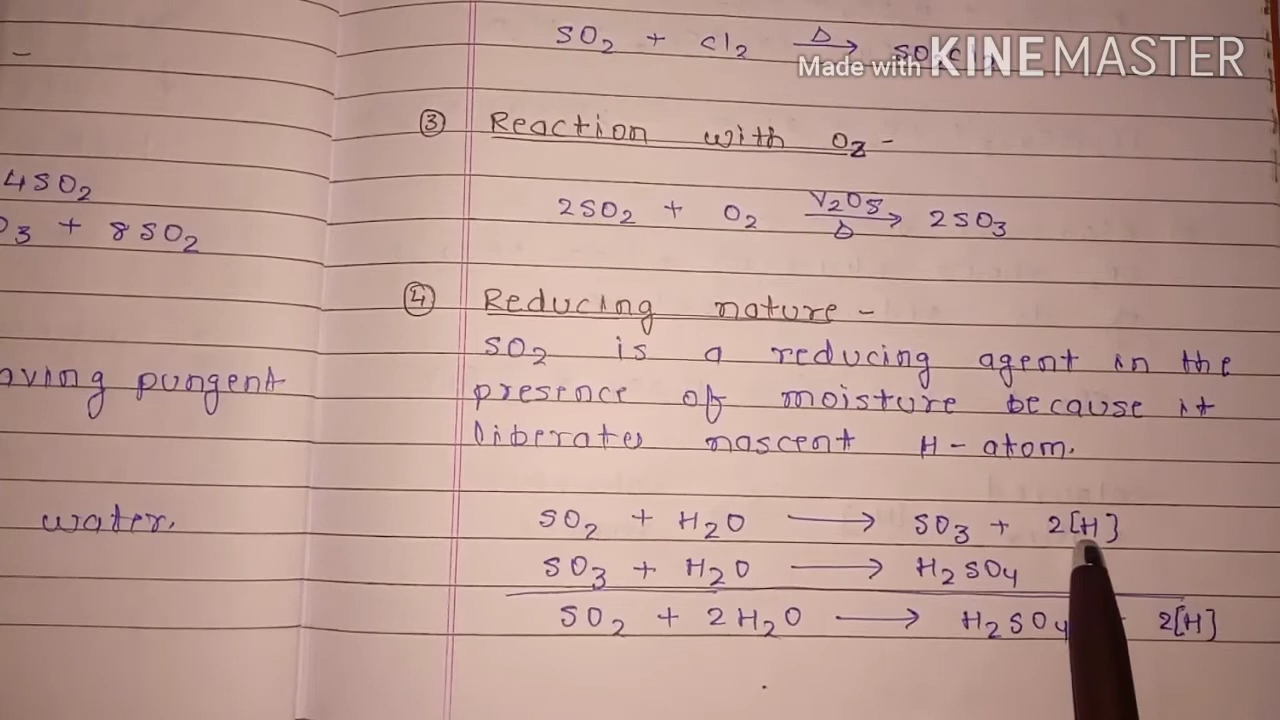 4SO2
O3 + 8SO2
aving pungent
water.
SO2 + Cl2 Δ→ SO2Cl2
Made with KINEMASTER
③ Reaction with O2 -
2SO2 + O2 V2O5 Δ→ 2SO3
④ Reducing nature -
SO2 is a reducing agent in the
presence of moisture because it
liberates nascent H-atom.
SO2 + H2O → SO3 + 2[H]
SO3 + H2O → H2SO4
SO2 + 2H2O → H2SO4 2[H]